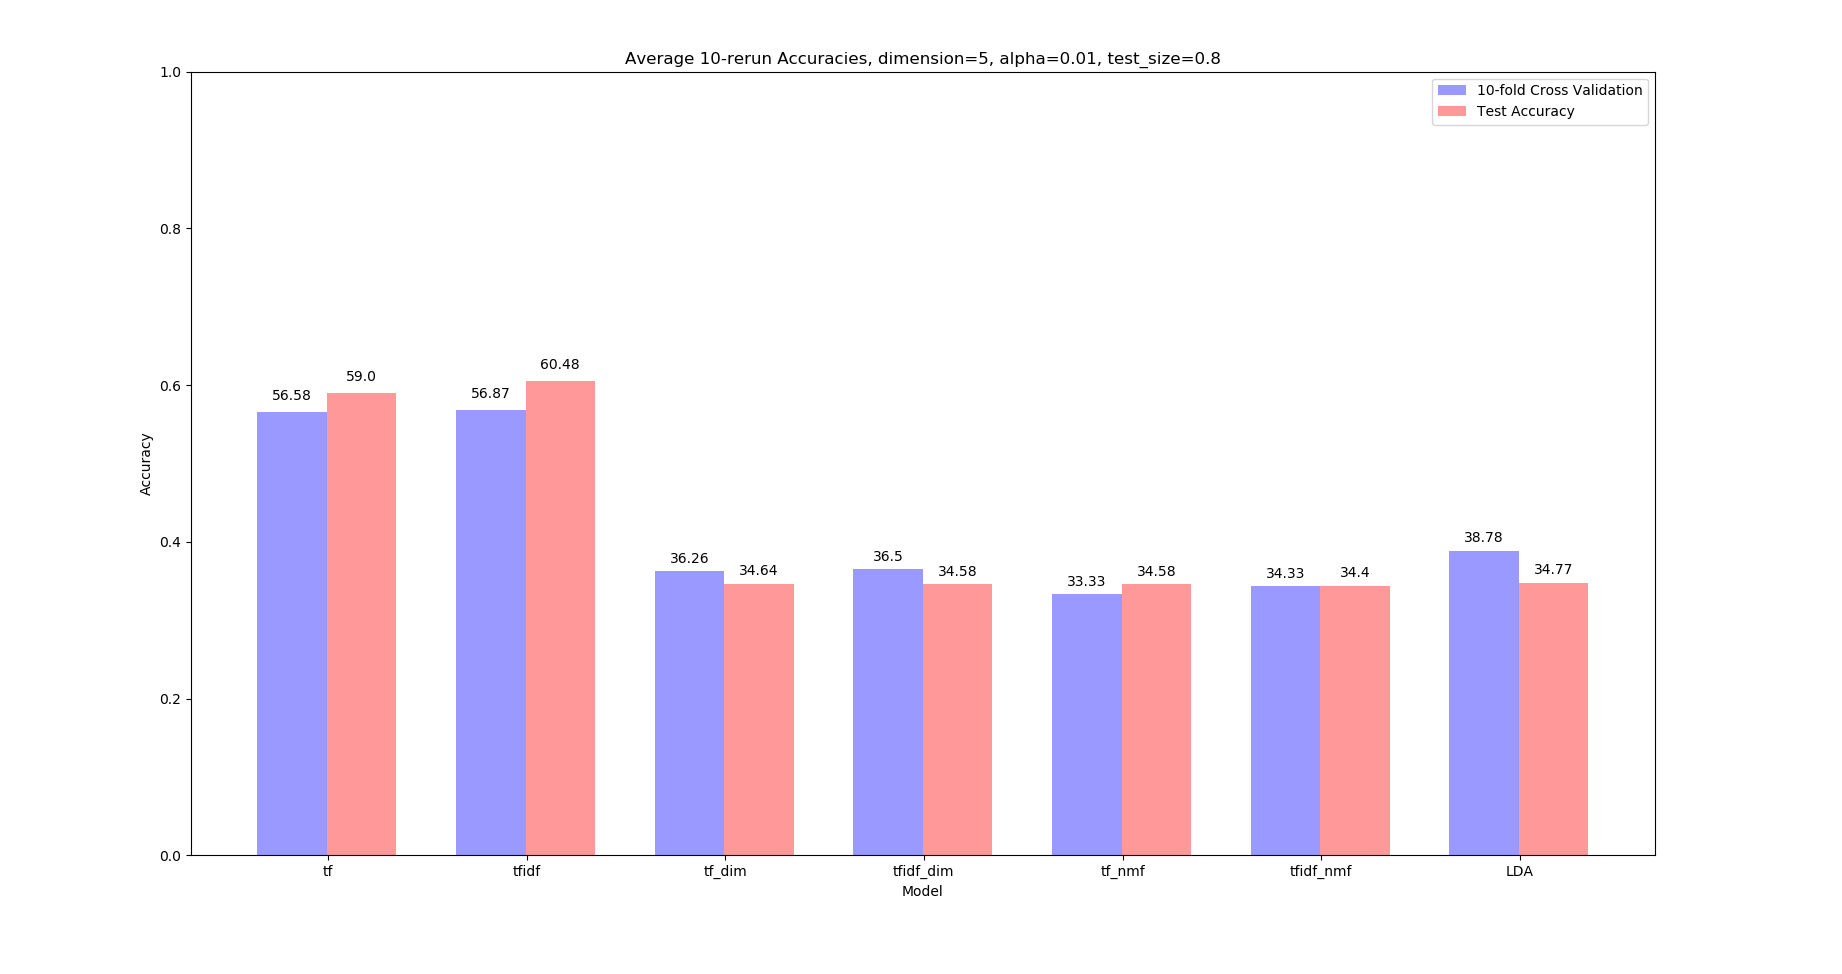 Average 10-rerun Accuracies, dimension=5, alpha=0.01, test_size=0.8
1.0
0.8
0.6
0.4
0.2
0.0
Accuracy
10-fold Cross Validation
Test Accuracy
56.58
59.0
56.87
60.48
36.26
34.64
36.5
34.58
33.33
34.58
34.33
34.4
38.78
34.77
tf
tfidf
tf_dim
tfidf_dim
tf_nmf
tfidf_nmf
LDA
Model